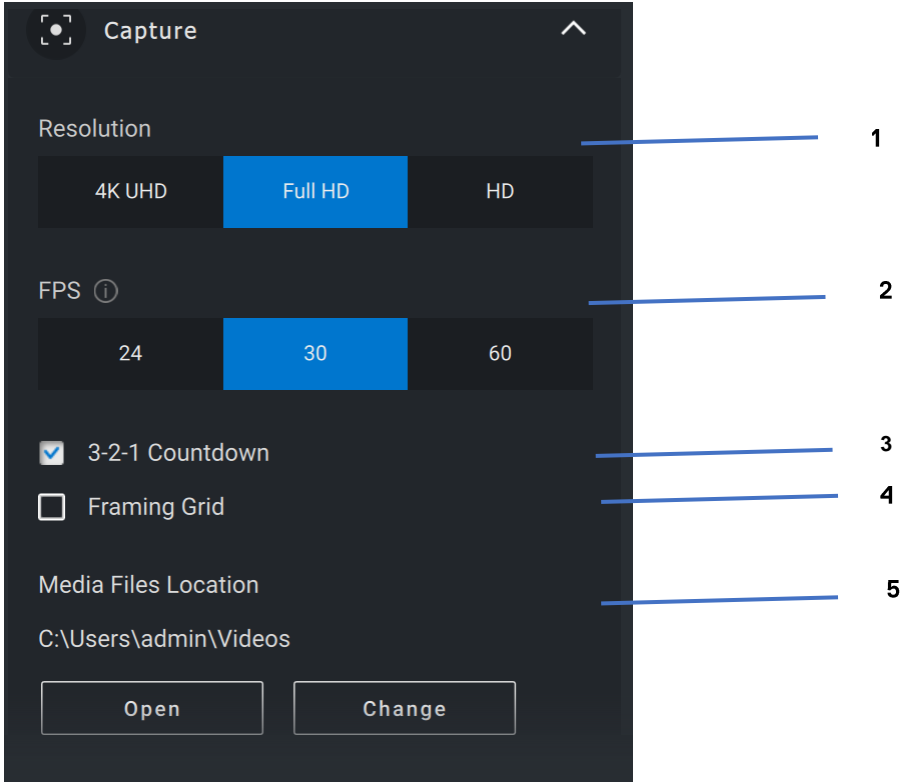 Capture
Resolution 1
4K UHD Full HD HD
FPS 2
24 30 60
3-2-1 Countdown 3
Framing Grid 4
Media Files Location 5
C:\Users\admin\Videos
Open Change